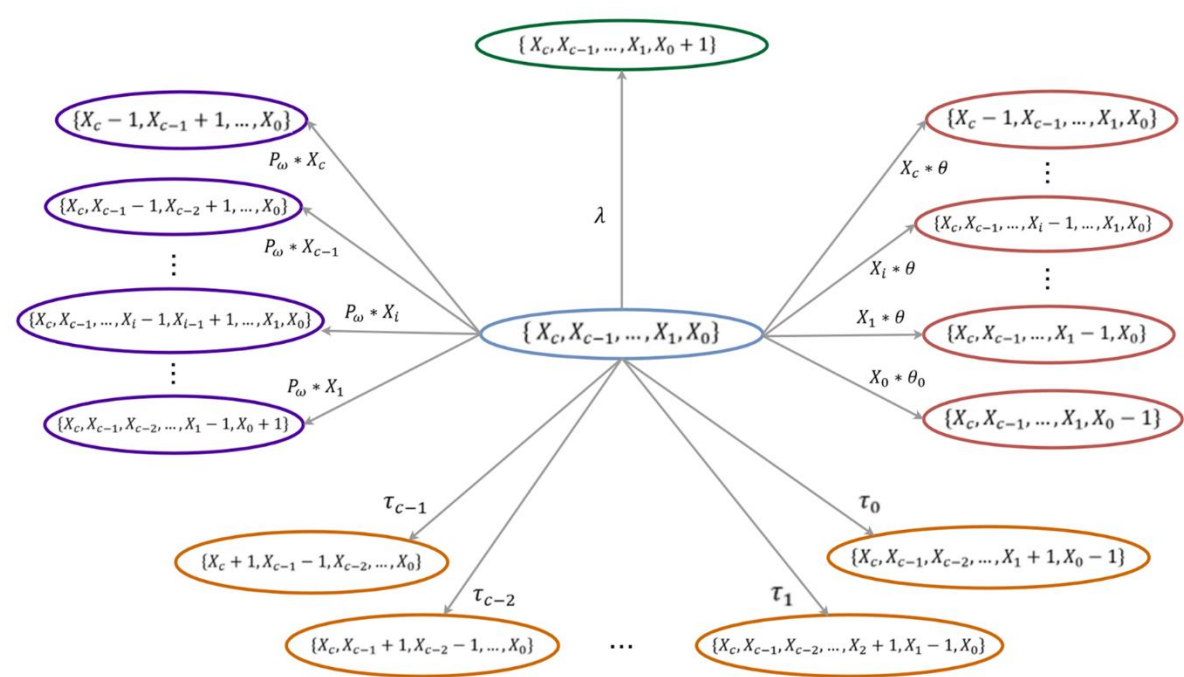 { X_c, X_{c−1}, …, X_1, X_0 + 1}
{X_c − 1, X_{c−1} + 1, …, X_0}
{X_c − 1, X_{c−1}, …, X_1, X_0}
P_ω ∗ X_c
X_c ∗ θ
⋮
{X_c, X_{c−1} − 1, X_{c−2} + 1, …, X_0}
λ
{X_c, X_{c−1}, …, X_i − 1, …, X_1, X_0}
P_ω ∗ X_{c−1}
X_i ∗ θ
⋮
⋮
{X_c, X_{c−1}, …, X_i − 1, X_{i−1} + 1, …, X_1, X_0}
P_ω ∗ X_i
{ X_c, X_{c−1}, …, X_1, X_0}
X_1 ∗ θ
{X_c, X_{c−1}, …, X_1 − 1, X_0}
⋮
P_ω ∗ X_1
X_0 ∗ θ_0
{X_c, X_{c−1}, X_{c−2}, …, X_1 − 1, X_0 + 1}
{X_c, X_{c−1}, …, X_1, X_0 − 1}
τ_{c−1}
τ_0
{X_c + 1, X_{c−1} − 1, X_{c−2}, …, X_0}
{X_c, X_{c−1}, X_{c−2}, …, X_1 + 1, X_0 − 1}
τ_{c−2}
τ_1
{X_c, X_{c−1} + 1, X_{c−2} − 1, …, X_0}
…
{X_c, X_{c−1}, X_{c−2}, … X_2 + 1, X_1 − 1, X_0}